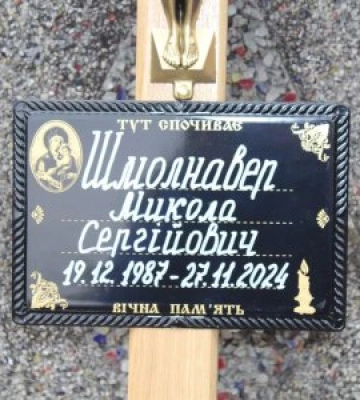 ТУТ СПОЧИВАЄ
Шмолнавер
Микола
Сергійович
19.12.1987-27.11.2024
ВІЧНА ПАМ'ЯТЬ